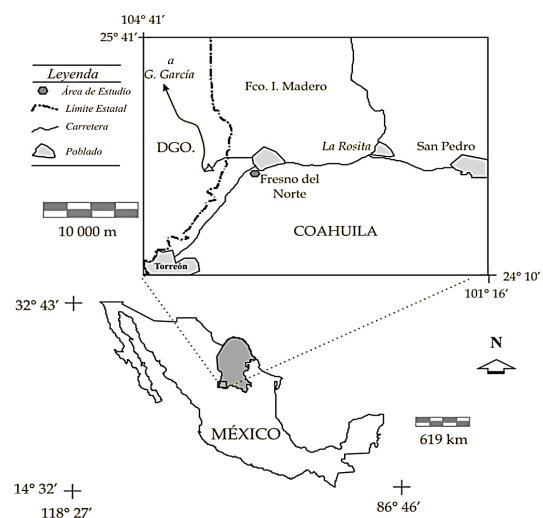 104° 41’
25° 41’
Leyenda
Área de Estudio
Límite Estatal
Carretera
Poblado
a
G. García
Fco. I. Madero
DGO.
La Rosita
San Pedro
Fresno del
Norte
COAHUILA
10 000 m
Torreón
24° 10’
101° 16’
32° 43’
N
MÉXICO
619 km
14° 32’
118° 27’
86° 46’